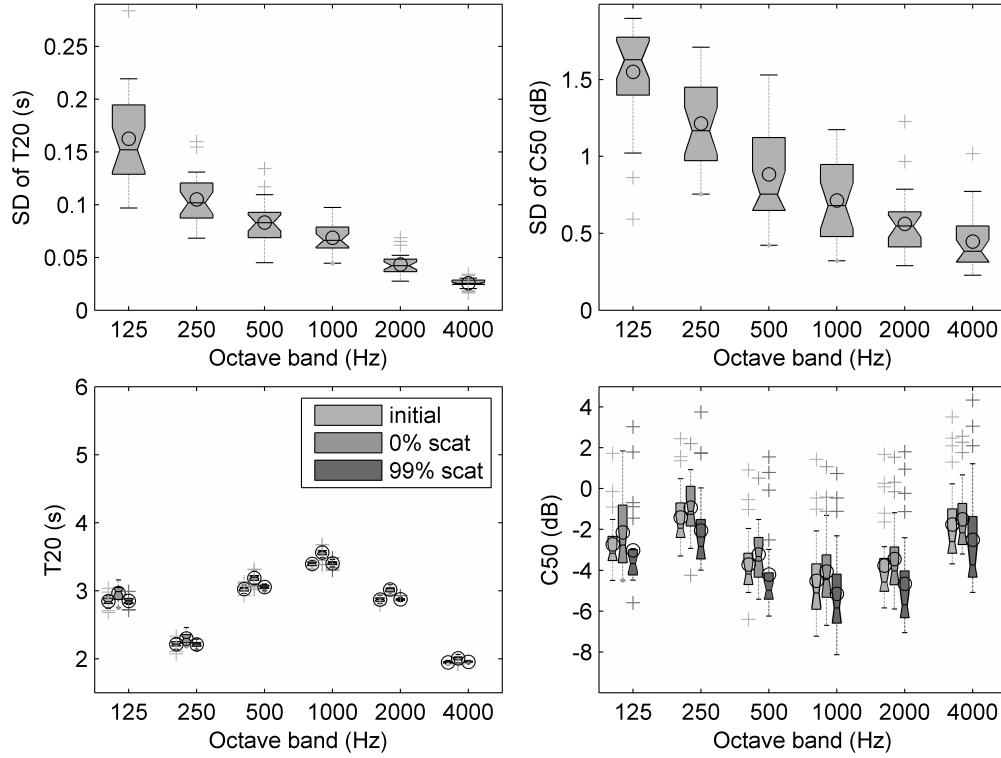 0.25
0.2
0.15
0.1
0.05
0
SD of T20 (s)
125 250 500 1000 2000 4000
Octave band (Hz)
1.5
1
0.5
0
SD of C50 (dB)
125 250 500 1000 2000 4000
Octave band (Hz)
6
5
4
3
2
T20 (s)
initial
0% scat
99% scat
125 250 500 1000 2000 4000
Octave band (Hz)
4
2
0
-2
-4
-6
-8
C50 (dB)
125 250 500 1000 2000 4000
Octave band (Hz)